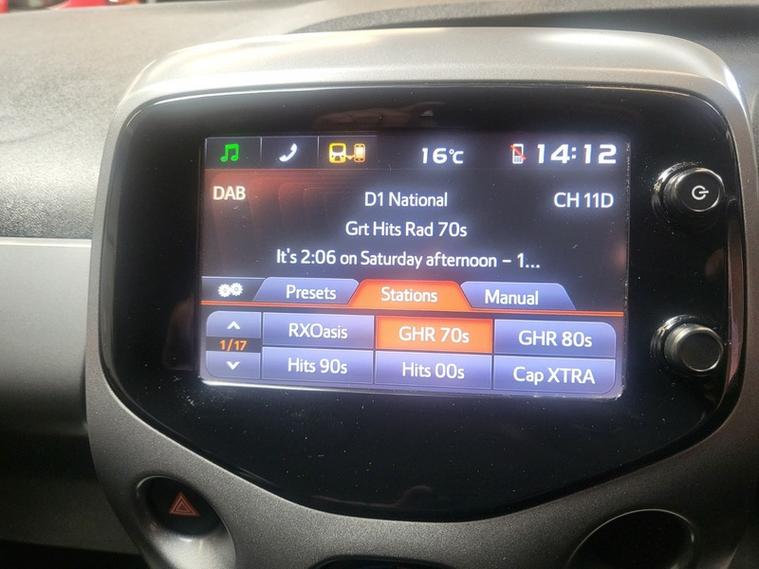 16°C 14:12
DAB D1 National CH 11D
Grt Hits Rad 70s
It's 2:06 on Saturday afternoon – 1...
Presets Stations Manual
RXOasis GHR 70s GHR 80s
1/17
Hits 90s Hits 00s Cap XTRA